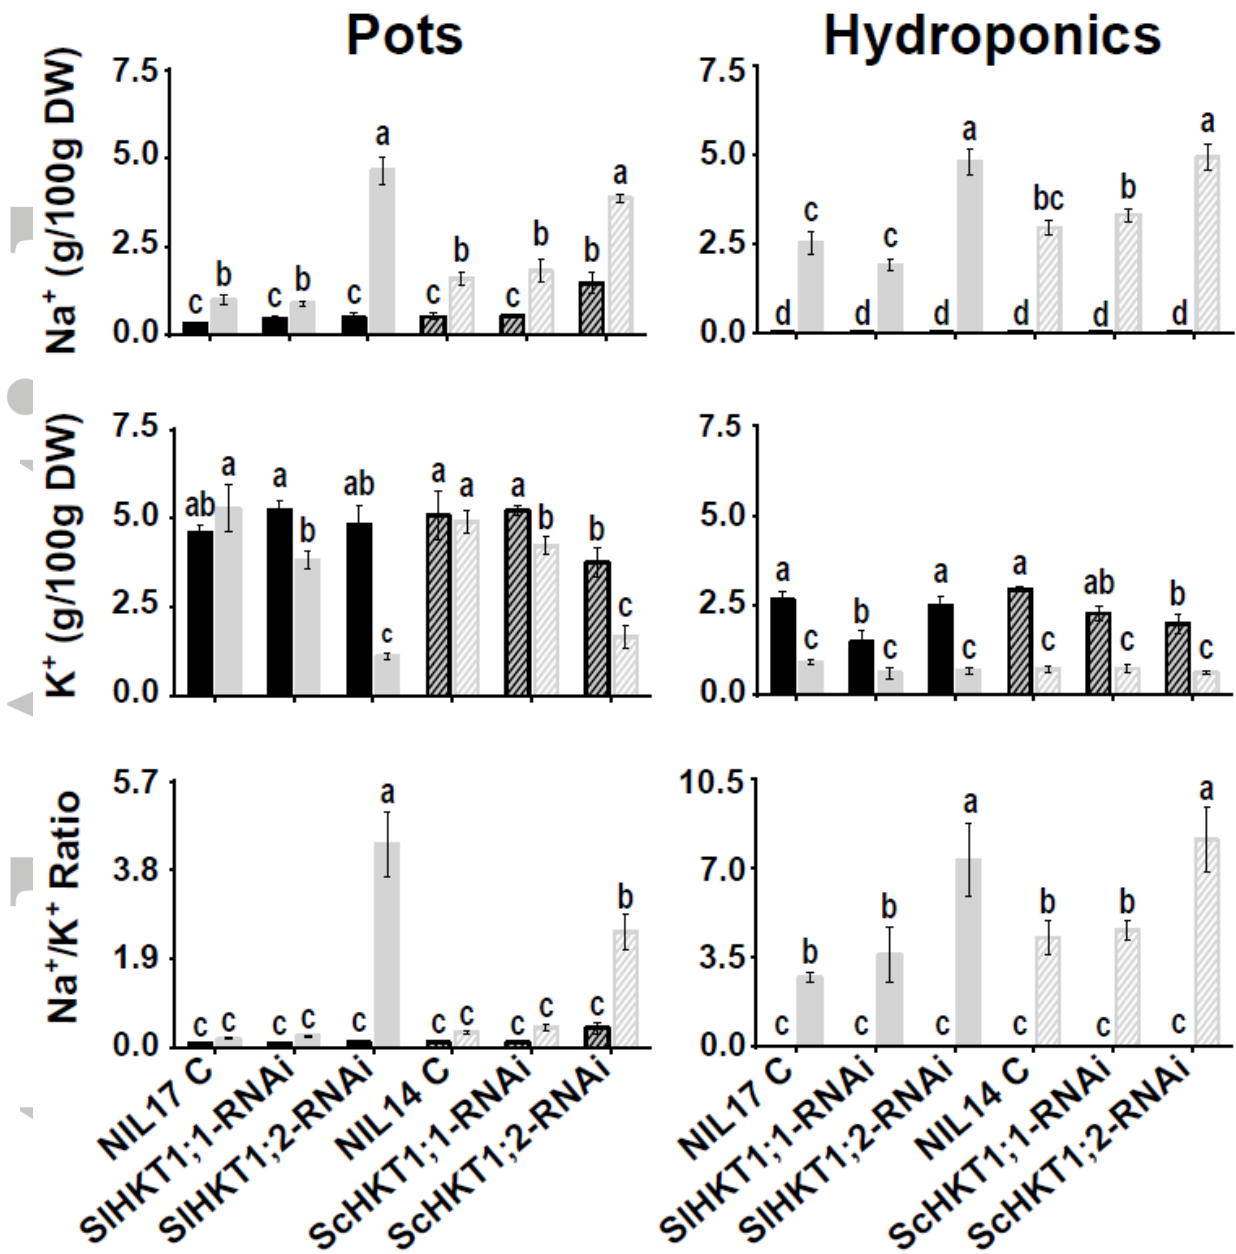 Pots
Hydroponics
Na⁺ (g/100g DW)
7.5
5.0
2.5
0.0
c b c b c a c b c b b a
7.5
5.0
2.5
0.0
d c d c d a d bc d b d a
K⁺ (g/100g DW)
7.5
5.0
2.5
0.0
ab a a b ab c a a a b b c
7.5
5.0
2.5
0.0
a c b c a c a c ab c b c
Na⁺/K⁺ Ratio
5.7
3.8
1.9
0.0
c c c c c a c c c c c b
10.5
7.0
3.5
0.0
c b c b c a c b c b c a
NIL17 C
SlHKT1;1-RNAi
SlHKT1;2-RNAi
NIL14 C
ScHKT1;1-RNAi
ScHKT1;2-RNAi
NIL17 C
SlHKT1;1-RNAi
SlHKT1;2-RNAi
NIL14 C
ScHKT1;1-RNAi
ScHKT1;2-RNAi